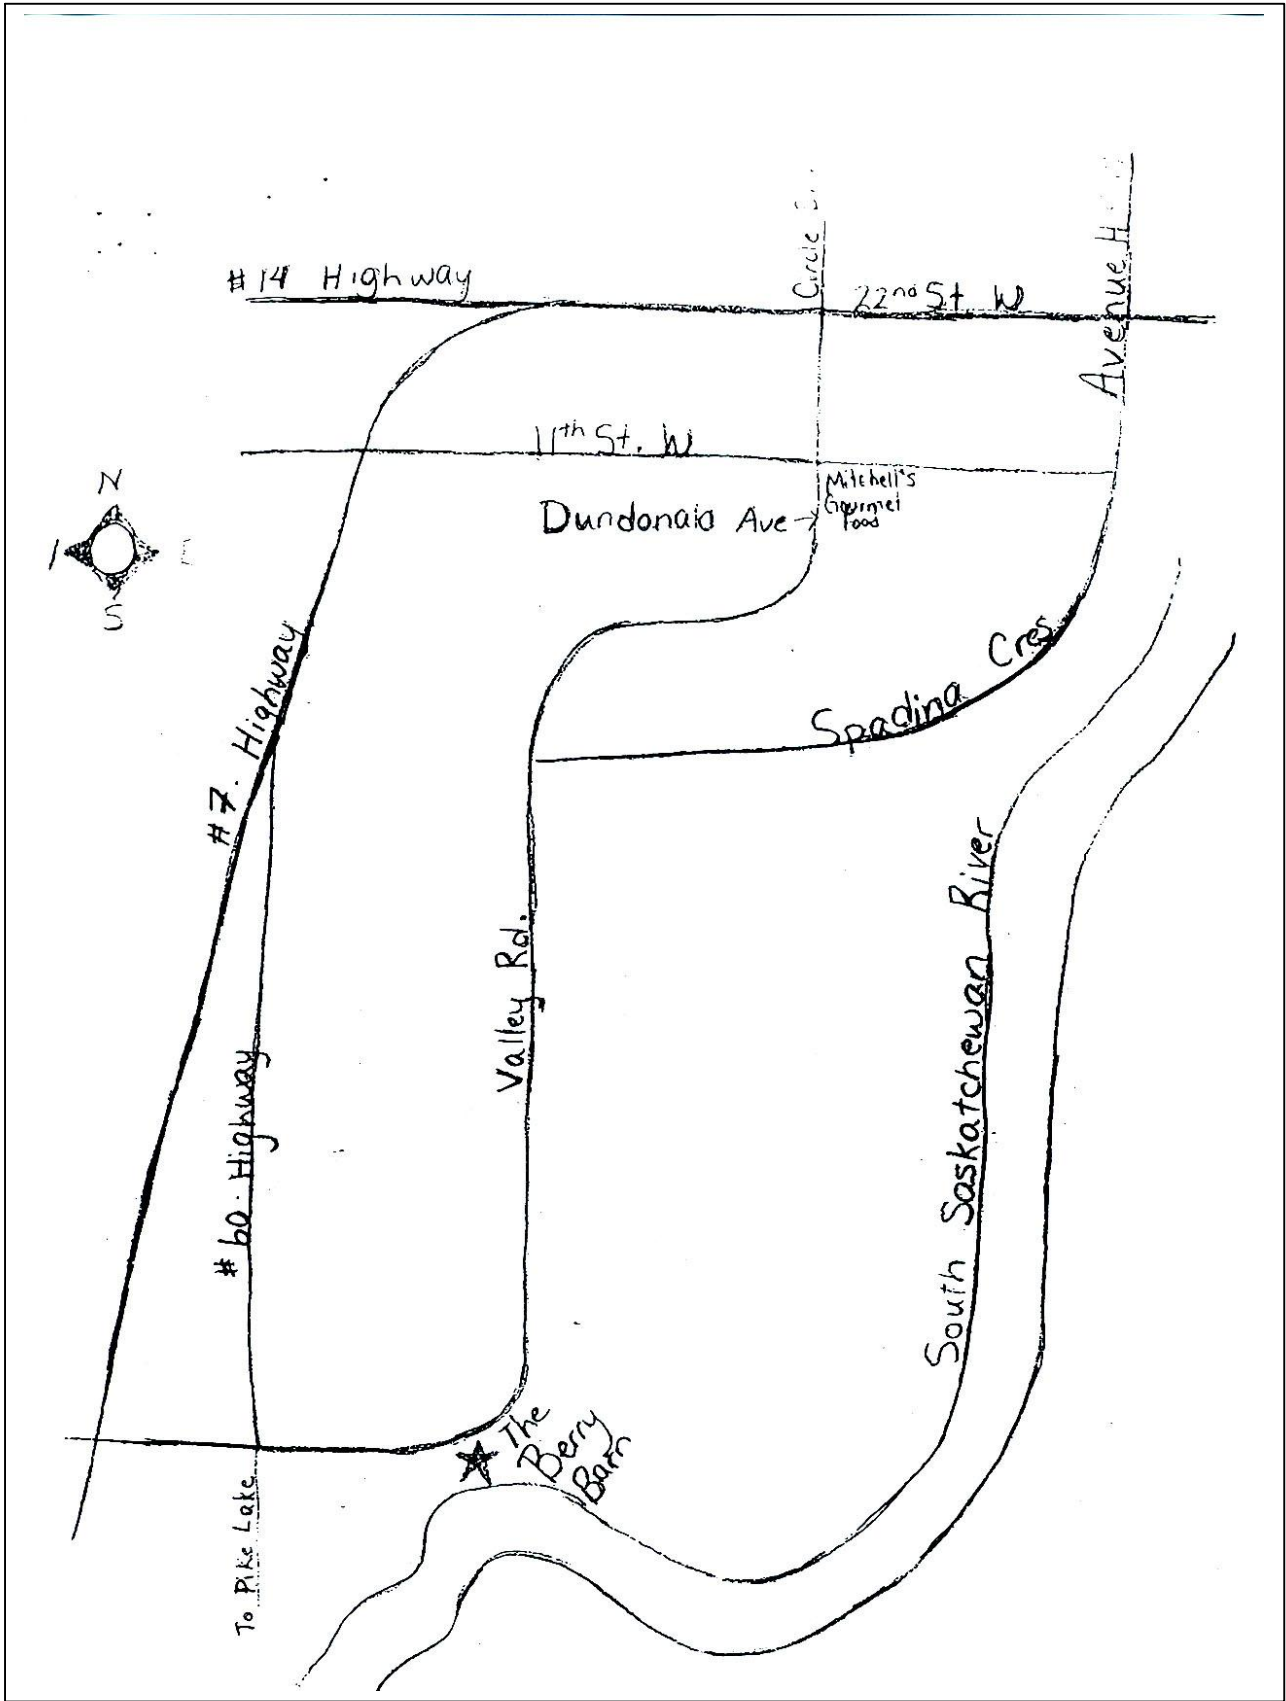 #14 Highway
Circle
22nd St. W
Avenue H
11th St. W
Mitchell's
Gourmet
Food
Dundonald Ave
N
S
E
Spadina Cres
#7 Highway
South Saskatchewan River
Valley Rd.
#60 Highway
The
Berry
Barn
To Pike Lake